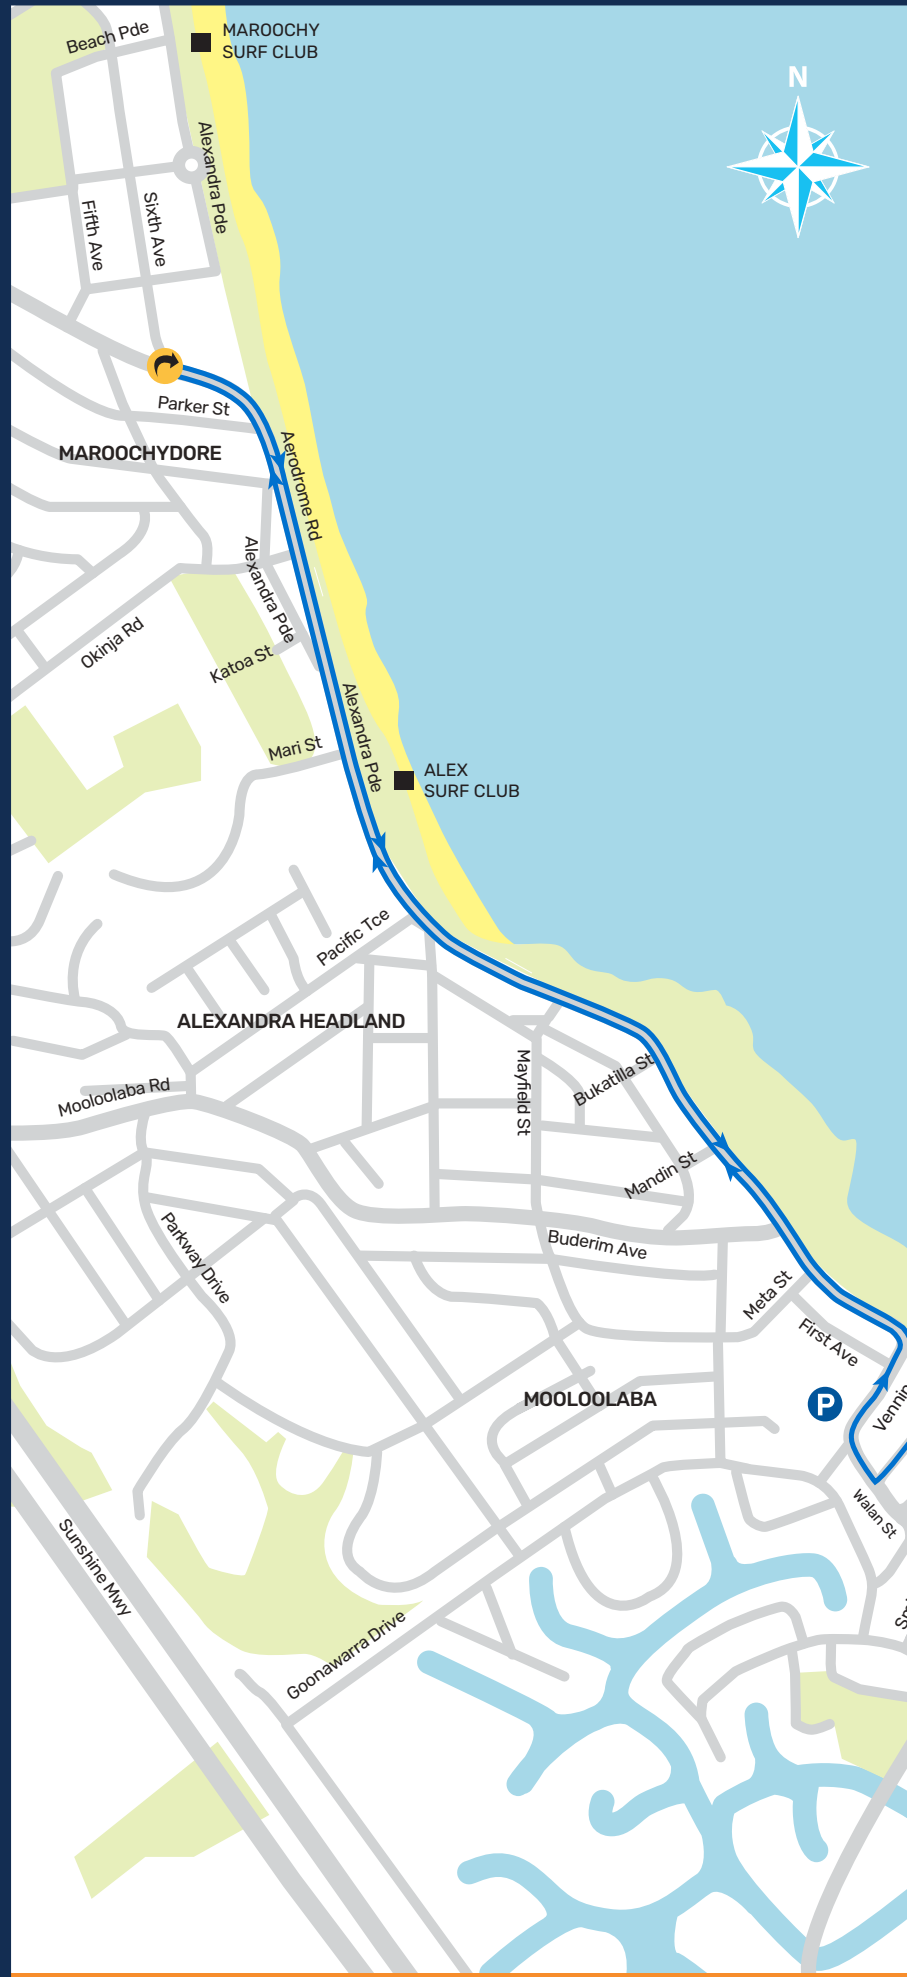 MAROOCHY
SURF CLUB
Beach Pde
N
Alexandra Pde
Fifth Ave
Sixth Ave
Parker St
MAROOCHYDORE
Aerodrome Rd
Alexandra Pde
Okinja Rd
Katoa St
Alexandra Pde
Mari St
ALEX
SURF CLUB
Pacific Tce
ALEXANDRA HEADLAND
Mayfield St
Bukatilla St
Mooloolaba Rd
Mandin St
Parkway Drive
Buderim Ave
Meta St
First Ave
MOOLOOLABA
P
Walan St
Sunshine Mwy
Goonawarra Drive